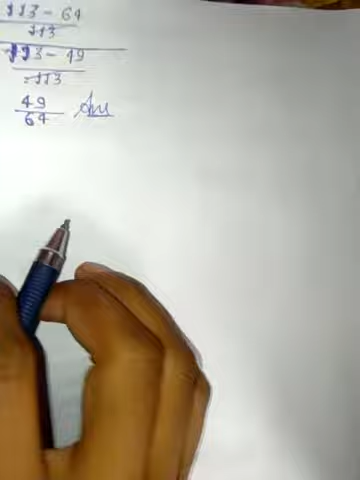 113 - 64
113
113 - 49
113
49
64 Ans